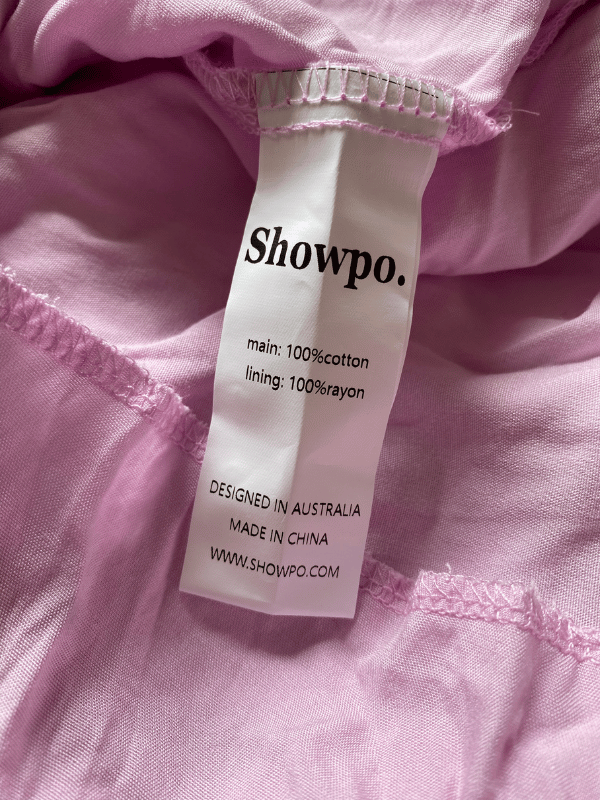 Showpo.
main: 100%cotton
lining: 100%rayon
DESIGNED IN AUSTRALIA
MADE IN CHINA
WWW.SHOWPO.COM